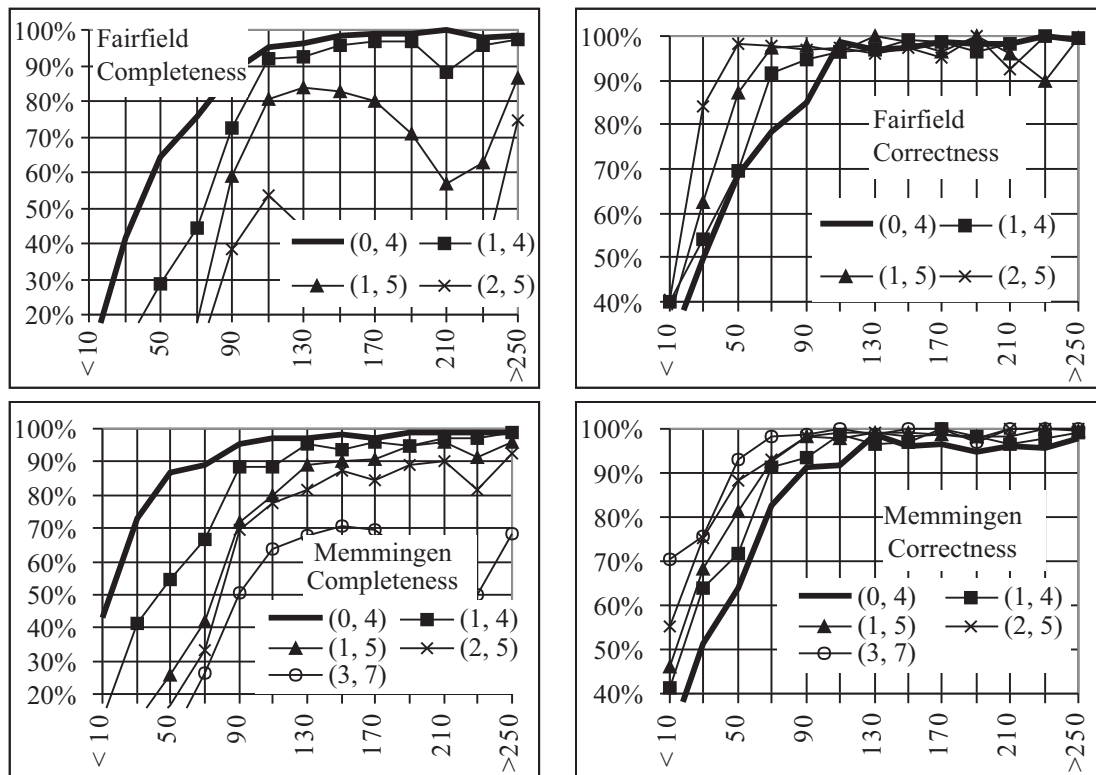 100%
90%
80%
70%
60%
50%
40%
30%
20%
Fairfield
Completeness
(0, 4) (1, 4)
(1, 5) (2, 5)
< 10 50 90 130 170 210 >250
100%
90%
80%
70%
60%
50%
40%
Fairfield
Correctness
(0, 4) (1, 4)
(1, 5) (2, 5)
< 10 50 90 130 170 210 >250
100%
90%
80%
70%
60%
50%
40%
30%
20%
Memmingen
Completeness
(0, 4) (1, 4)
(1, 5) (2, 5)
(3, 7)
< 10 50 90 130 170 210 >250
100%
90%
80%
70%
60%
50%
40%
Memmingen
Correctness
(0, 4) (1, 4)
(1, 5) (2, 5)
(3, 7)
< 10 50 90 130 170 210 >250